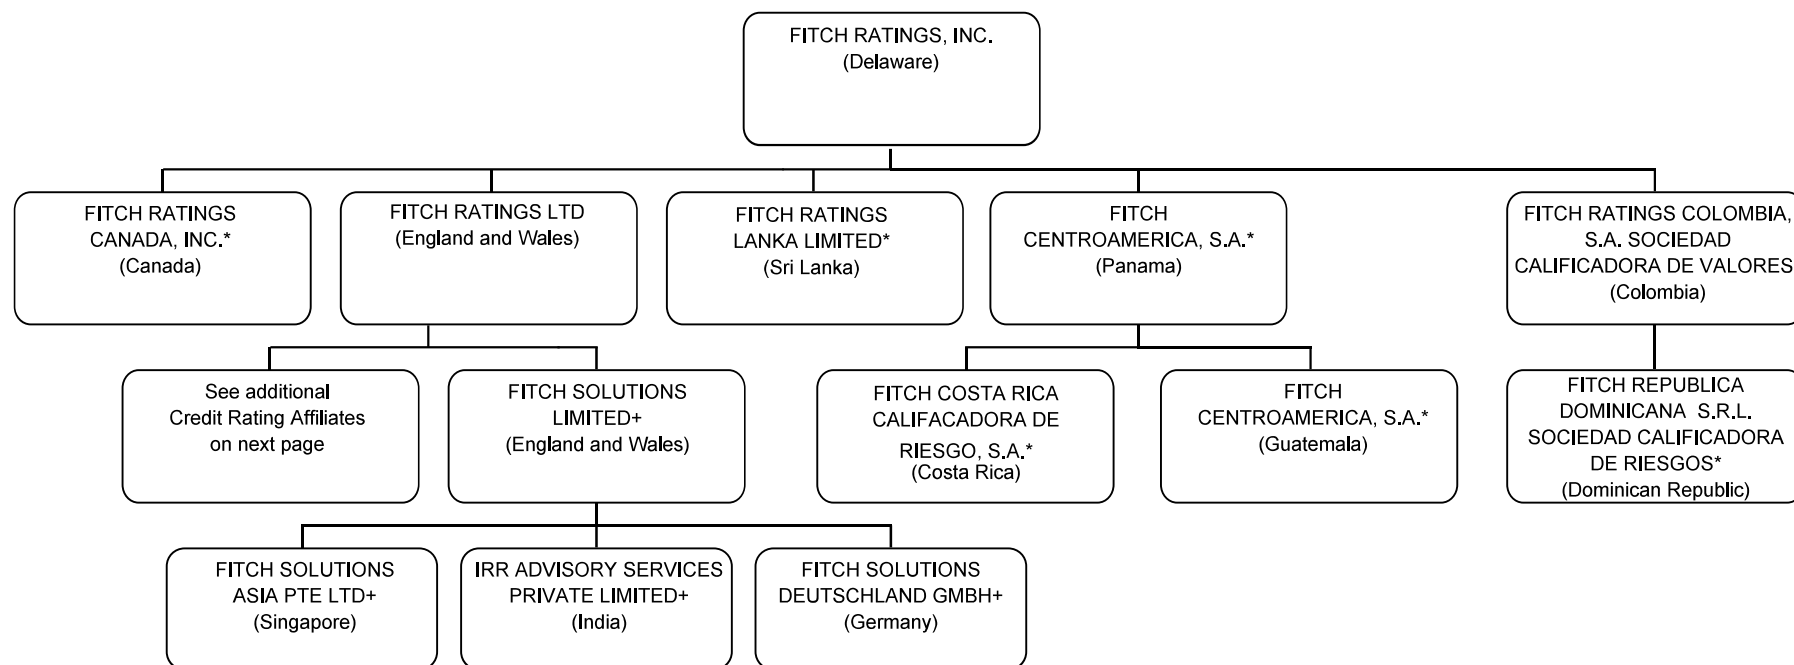 FITCH RATINGS, INC.
(Delaware)
FITCH RATINGS
CANADA, INC.*
(Canada)
FITCH RATINGS LTD
(England and Wales)
FITCH RATINGS
LANKA LIMITED*
(Sri Lanka)
FITCH
CENTROAMERICA, S.A.*
(Panama)
FITCH RATINGS COLOMBIA,
S.A. SOCIEDAD
CALIFICADORA DE VALORES
(Colombia)
See additional
Credit Rating Affiliates
on next page
FITCH SOLUTIONS
LIMITED+
(England and Wales)
FITCH COSTA RICA
CALIFACADORA DE
RIESGO, S.A.*
(Costa Rica)
FITCH
CENTROAMERICA, S.A.*
(Guatemala)
FITCH REPUBLICA
DOMINICANA S.R.L.
SOCIEDAD CALIFICADORA
DE RIESGOS*
(Dominican Republic)
FITCH SOLUTIONS
ASIA PTE LTD+
(Singapore)
IRR ADVISORY SERVICES
PRIVATE LIMITED+
(India)
FITCH SOLUTIONS
DEUTSCHLAND GMBH+
(Germany)